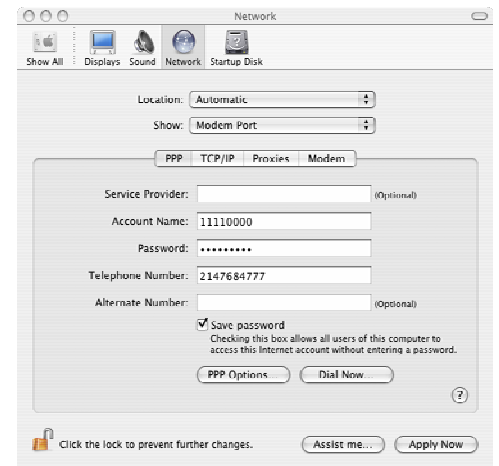 Network
Show All Displays Sound Network Startup Disk
Location: Automatic
Show: Modem Port
PPP TCP/IP Proxies Modem
Service Provider: (Optional)
Account Name: 11110000
Password: •••••••••
Telephone Number: 2147684777
Alternate Number: (Optional)
Save password
Checking this box allows all users of this computer to
access this Internet account without entering a password.
PPP Options... Dial Now...
?
Click the lock to prevent further changes. Assist me... Apply Now